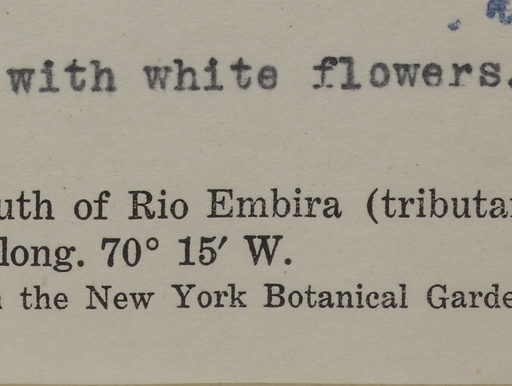 with white flowers.
uth of Rio Embira (tributa
long. 70° 15′ W.
the New York Botanical Garde